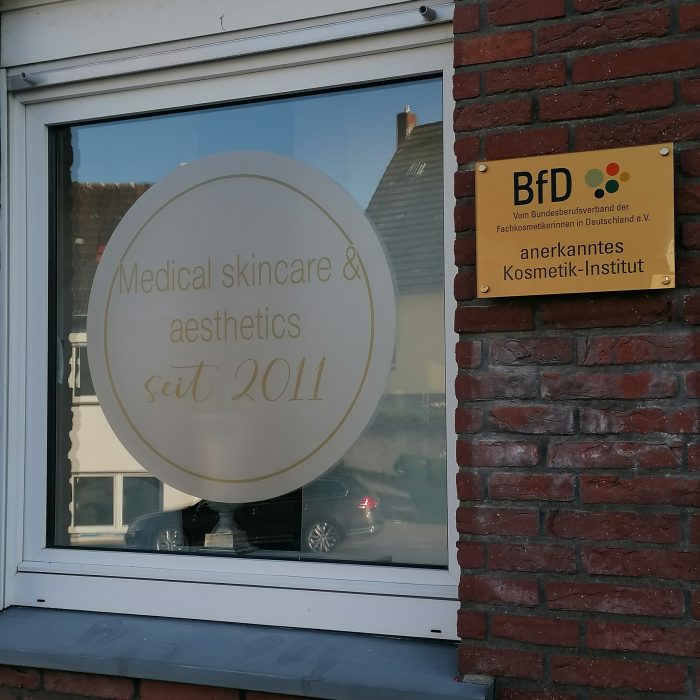 Medical skincare &
aesthetics
seit 2011
BfD
Vom Bundesberufsverband der
Fachkosmetikerinnen in Deutschland e.V.
anerkanntes
Kosmetik-Institut